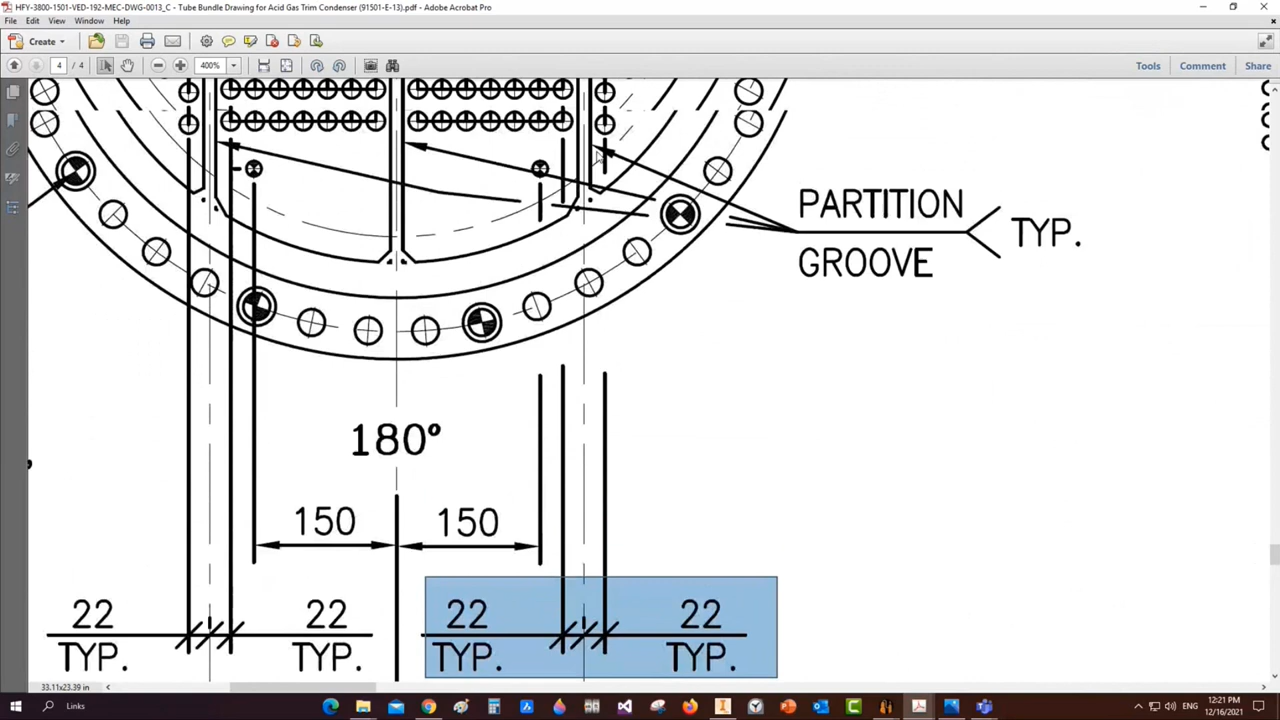 HFY-3800-1501-VED-192-MEC-DWG-0013_C - Tube Bundle Drawing for Acid Gas Trim Condenser (91501-E-13).pdf - Adobe Acrobat Pro
File Edit View Window Help
Create
4 / 4 400% Tools Comment Share
PARTITION
GROOVE
TYP.
180°
150 150
22 22 22 22
TYP. TYP. TYP. TYP.
33.11x23.39 in
Links
ENG 12:21 PM
12/16/2021